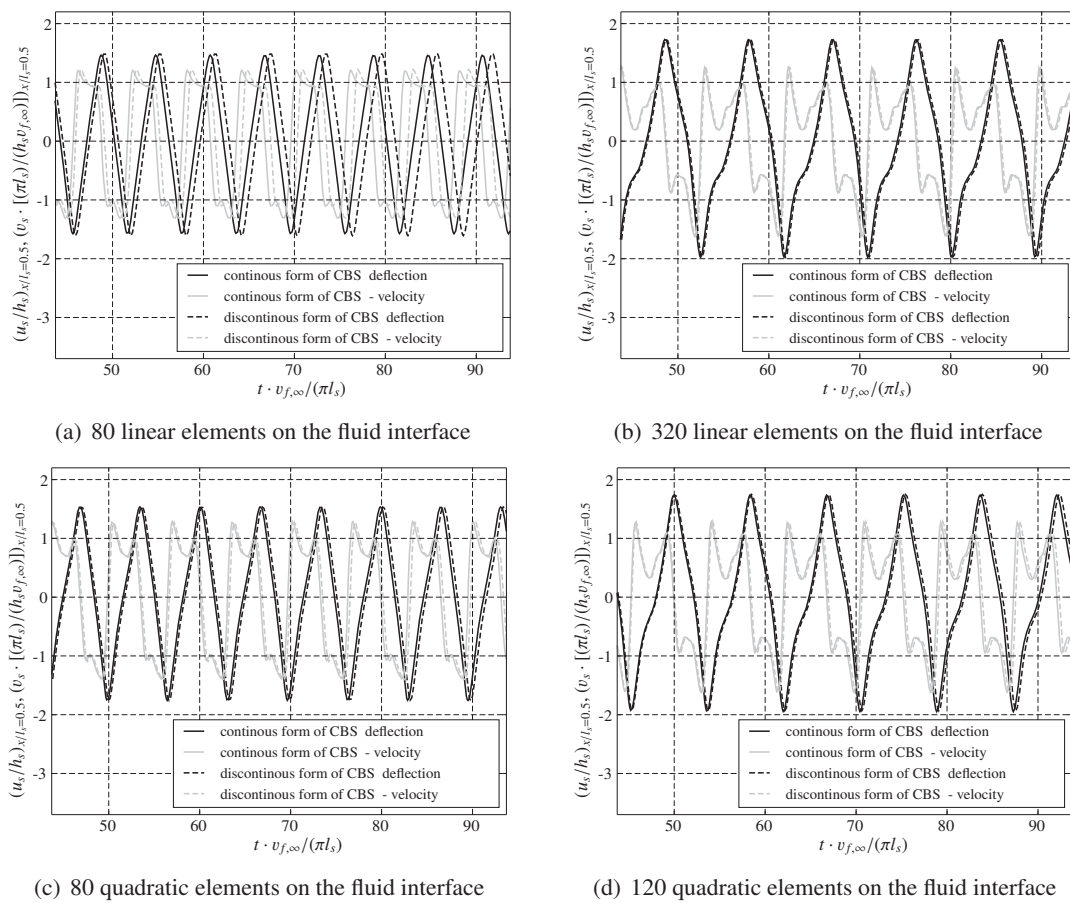 2
1
0
-1
-2
-3
(u_s/h_s)_{x/l_s=0.5}, (v_s · [(πl_s)/(h_s v_{f,∞})])_{x/l_s=0.5}
continous form of CBS deflection
continous form of CBS - velocity
discontinous form of CBS deflection
discontinous form of CBS - velocity
50 60 70 80 90
t · v_{f,∞}/(πl_s)
(a) 80 linear elements on the fluid interface
2
1
0
-1
-2
-3
(u_s/h_s)_{x/l_s=0.5}, (v_s · [(πl_s)/(h_s v_{f,∞})])_{x/l_s=0.5}
continous form of CBS deflection
continous form of CBS - velocity
discontinous form of CBS deflection
discontinous form of CBS - velocity
50 60 70 80 90
t · v_{f,∞}/(πl_s)
(b) 320 linear elements on the fluid interface
2
1
0
-1
-2
-3
(u_s/h_s)_{x/l_s=0.5}, (v_s · [(πl_s)/(h_s v_{f,∞})])_{x/l_s=0.5}
continous form of CBS deflection
continous form of CBS - velocity
discontinous form of CBS deflection
discontinous form of CBS - velocity
50 60 70 80 90
t · v_{f,∞}/(πl_s)
(c) 80 quadratic elements on the fluid interface
2
1
0
-1
-2
-3
(u_s/h_s)_{x/l_s=0.5}, (v_s · [(πl_s)/(h_s v_{f,∞})])_{x/l_s=0.5}
continous form of CBS deflection
continous form of CBS - velocity
discontinous form of CBS deflection
discontinous form of CBS - velocity
50 60 70 80 90
t · v_{f,∞}/(πl_s)
(d) 120 quadratic elements on the fluid interface